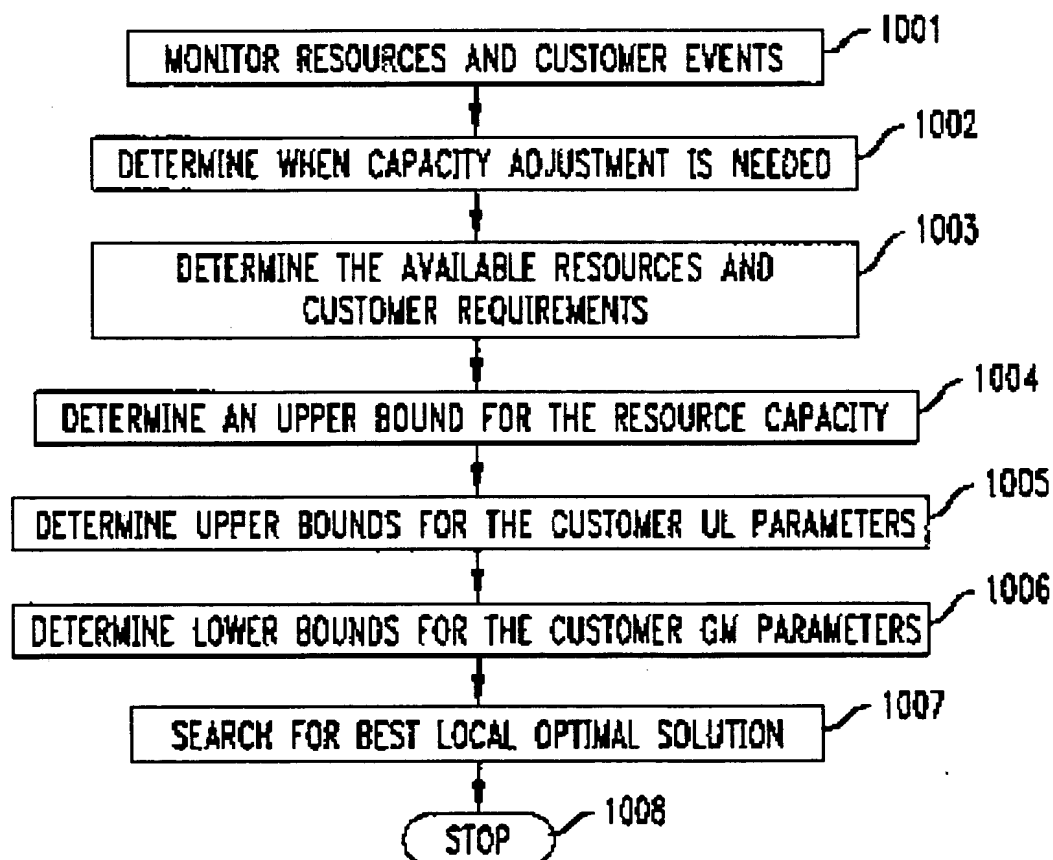 1001
MONITOR RESOURCES AND CUSTOMER EVENTS
1002
DETERMINE WHEN CAPACITY ADJUSTMENT IS NEEDED
1003
DETERMINE THE AVAILABLE RESOURCES AND
CUSTOMER REQUIREMENTS
1004
DETERMINE AN UPPER BOUND FOR THE RESOURCE CAPACITY
1005
DETERMINE UPPER BOUNDS FOR THE CUSTOMER UL PARAMETERS
1006
DETERMINE LOWER BOUNDS FOR THE CUSTOMER GM PARAMETERS
1007
SEARCH FOR BEST LOCAL OPTIMAL SOLUTION
1008
STOP